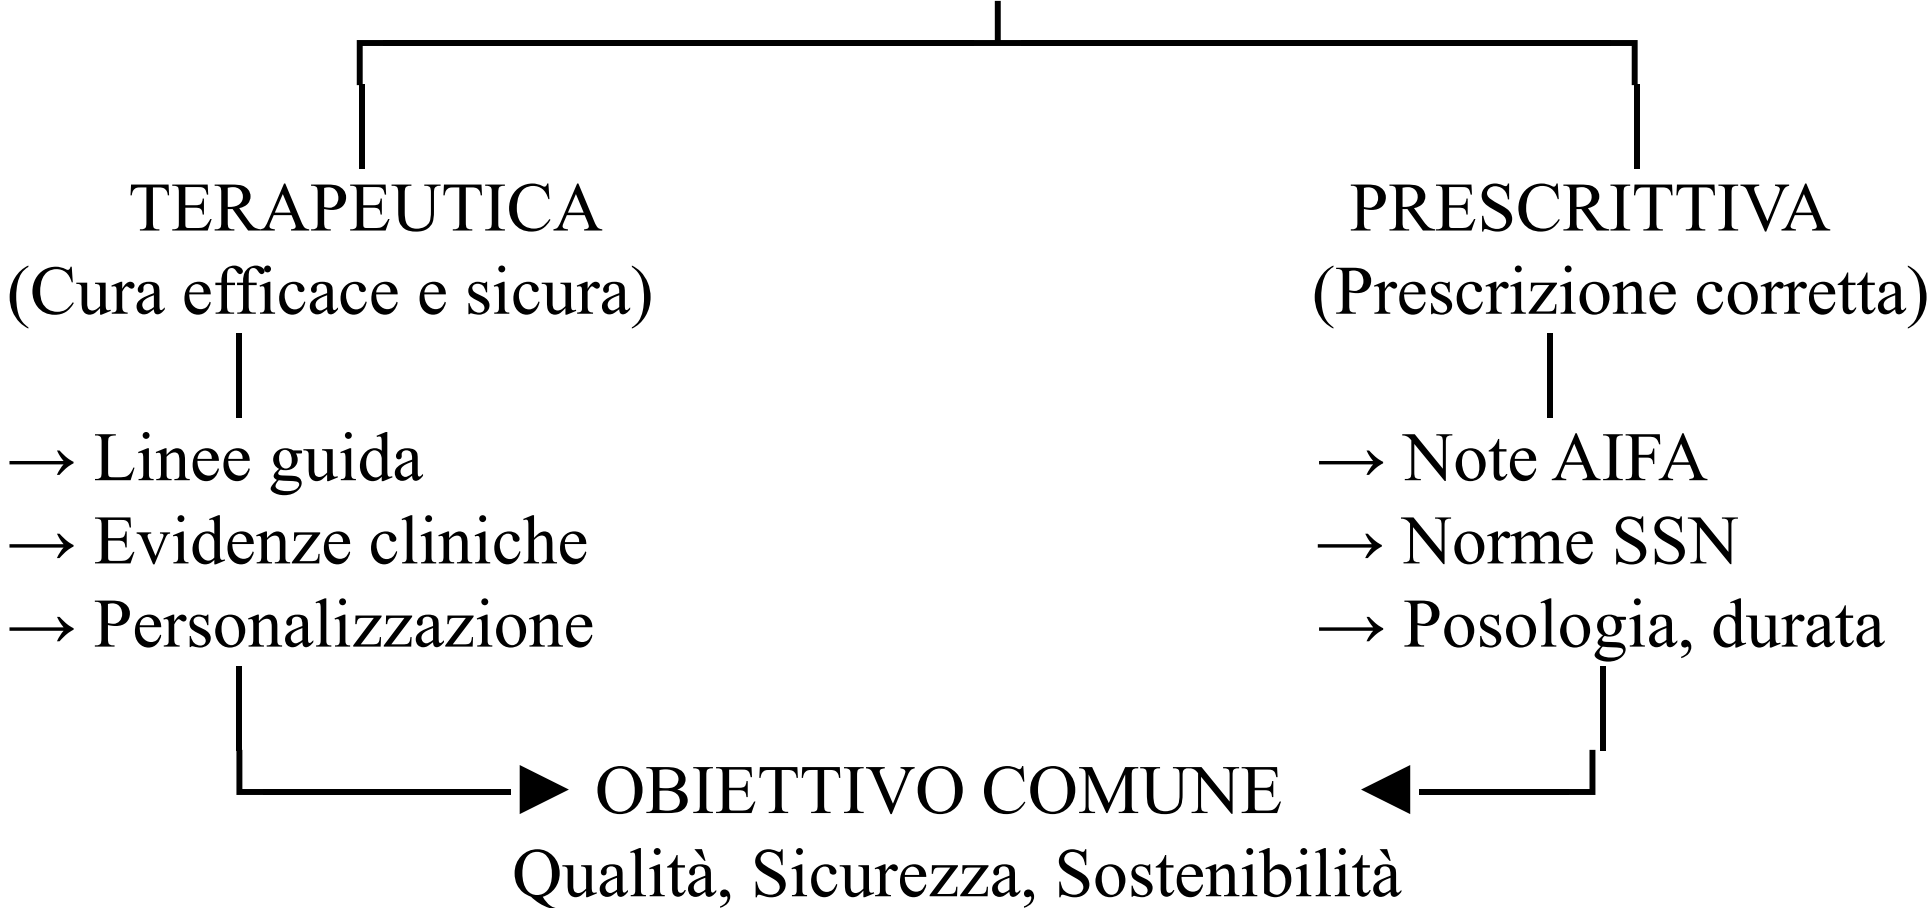 TERAPEUTICA
(Cura efficace e sicura)
→ Linee guida
→ Evidenze cliniche
→ Personalizzazione
PRESCRITTIVA
(Prescrizione corretta)
→ Note AIFA
→ Norme SSN
→ Posologia, durata
OBIETTIVO COMUNE
Qualità, Sicurezza, Sostenibilità